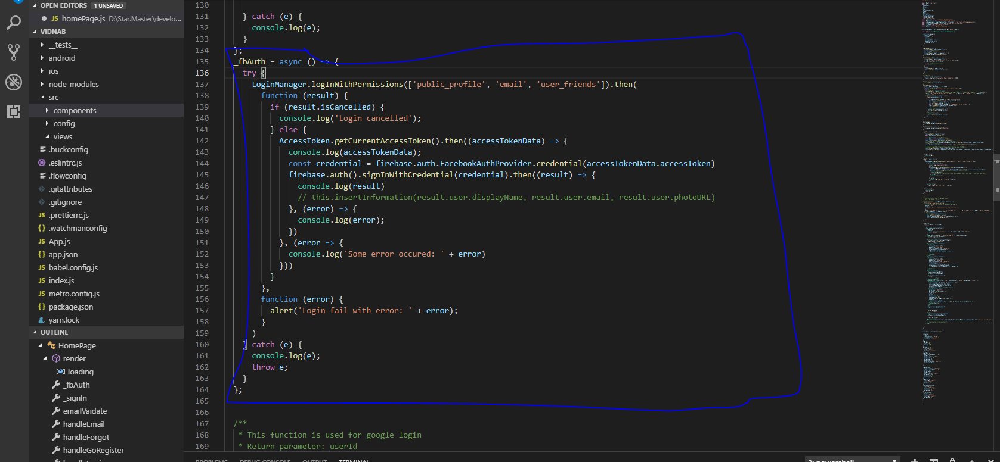 OPEN EDITORS 1 UNSAVED
JS homePage.js D:\Star.Master\develo...
VIDNAB
__tests__
android
ios
node_modules
src
components
config
views
.buckconfig
.eslintrc.js
.flowconfig
.gitattributes
.gitignore
JS .prettierrc.js
{} .watchmanconfig
JS App.js
{} app.json
JS babel.config.js
JS index.js
JS metro.config.js
{} package.json
yarn.lock
OUTLINE
HomePage
render
loading
_fbAuth
_signIn
emailVaidate
handleEmail
handleForgot
handleGoRegister
130
131 } catch (e) {
132 console.log(e);
133 }
134 };
135 _fbAuth = async () => {
136 try {
137 LoginManager.logInWithPermissions(['public_profile', 'email', 'user_friends']).then(
138 function (result) {
139 if (result.isCancelled) {
140 console.log('Login cancelled');
141 } else {
142 AccessToken.getCurrentAccessToken().then((accessTokenData) => {
143 console.log(accessTokenData);
144 const credential = firebase.auth.FacebookAuthProvider.credential(accessTokenData.accessToken)
145 firebase.auth().signInWithCredential(credential).then((result) => {
146 console.log(result)
147 // this.insertInformation(result.user.displayName, result.user.email, result.user.photoURL)
148 }, (error) => {
149 console.log(error);
150 })
151 }, (error => {
152 console.log('Some error occured: ' + error)
153 }))
154 }
155 },
156 function (error) {
157 alert('Login fail with error: ' + error);
158 }
159 )
160 } catch (e) {
161 console.log(e);
162 throw e;
163 }
164 };
165
166
167 /**
168 * This function is used for google login
169 * Return parameter: userId
PROBLEMS DEBUG CONSOLE OUTPUT TERMINAL
2: powershell